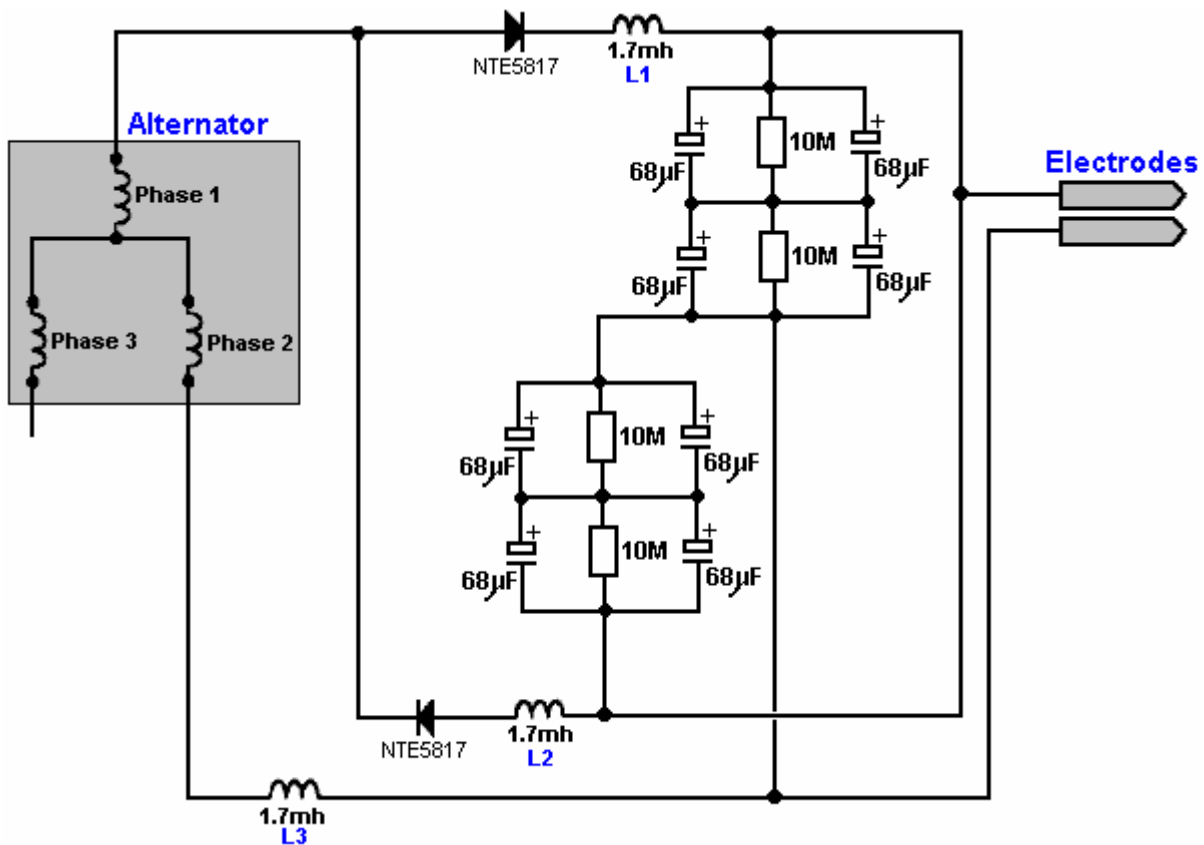 NTE5817
1.7mh
L1
Alternator
Phase 1
Phase 3
Phase 2
+
68µF
10M
+
68µF
+
68µF
10M
+
68µF
Electrodes
+
68µF
10M
+
68µF
+
68µF
10M
+
68µF
NTE5817
1.7mh
L2
1.7mh
L3